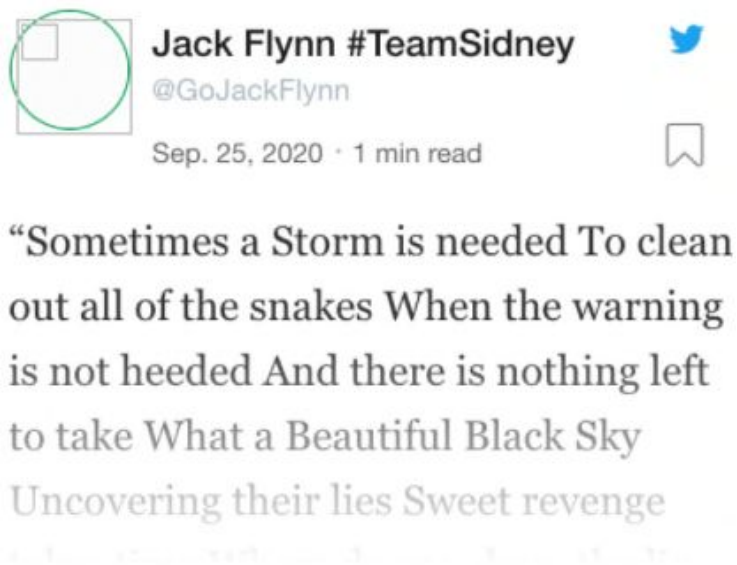 Jack Flynn #TeamSidney
@GoJackFlynn
Sep. 25, 2020 · 1 min read
“Sometimes a Storm is needed To clean
out all of the snakes When the warning
is not heeded And there is nothing left
to take What a Beautiful Black Sky
Uncovering their lies Sweet revenge